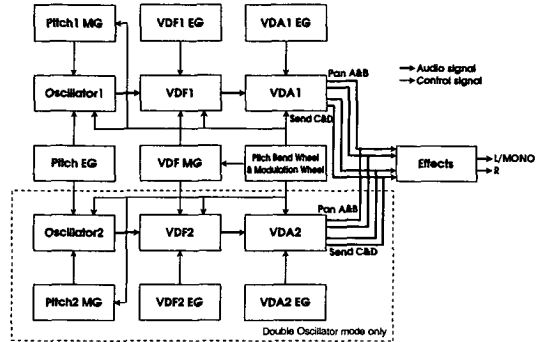 Pitch1 MG
VDF1 EG
VDA1 EG
Pan A&B
Audio signal
Control signal
Oscillator1
VDF1
VDA1
Send C&D
Pitch EG
VDF MG
Pitch Bend Wheel
& Modulation Wheel
Effects
L/MONO
R
Pan A&B
Oscillator2
VDF2
VDA2
Send C&D
Pitch2 MG
VDF2 EG
VDA2 EG
Double Oscillator mode only